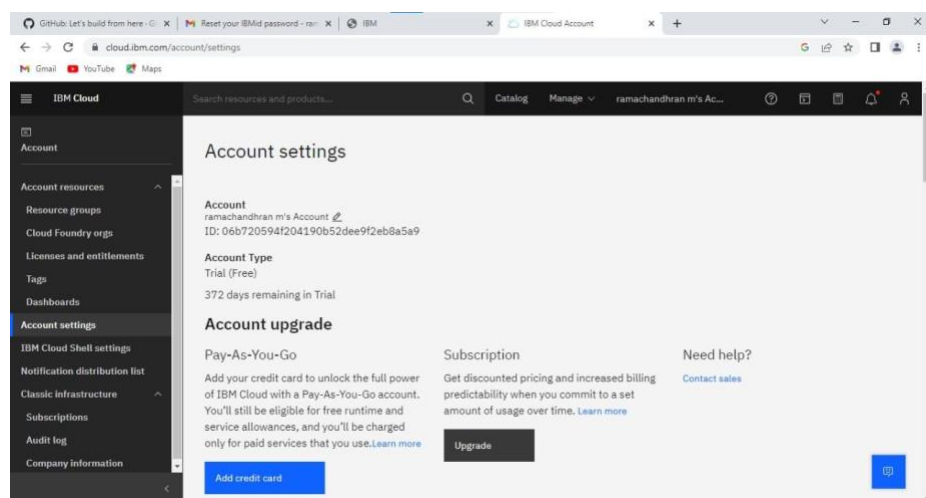 GitHub: Let's build from here · Gi
Reset your IBMid password - ram
IBM
IBM Cloud Account
cloud.ibm.com/account/settings
Gmail
YouTube
Maps
IBM Cloud
Search resources and products...
Catalog
Manage
ramachandhran m's Ac...
Account
Account resources
Resource groups
Cloud Foundry orgs
Licenses and entitlements
Tags
Dashboards
Account settings
IBM Cloud Shell settings
Notification distribution list
Classic infrastructure
Subscriptions
Audit log
Company information
Account settings
Account
ramachandhran m's Account
ID: 06b720594f204190b52dee9f2eb8a5a9
Account Type
Trial (Free)
372 days remaining in Trial
Account upgrade
Pay-As-You-Go
Add your credit card to unlock the full power
of IBM Cloud with a Pay-As-You-Go account.
You'll still be eligible for free runtime and
service allowances, and you'll be charged
only for paid services that you use.Learn more
Add credit card
Subscription
Get discounted pricing and increased billing
predictability when you commit to a set
amount of usage over time. Learn more
Upgrade
Need help?
Contact sales